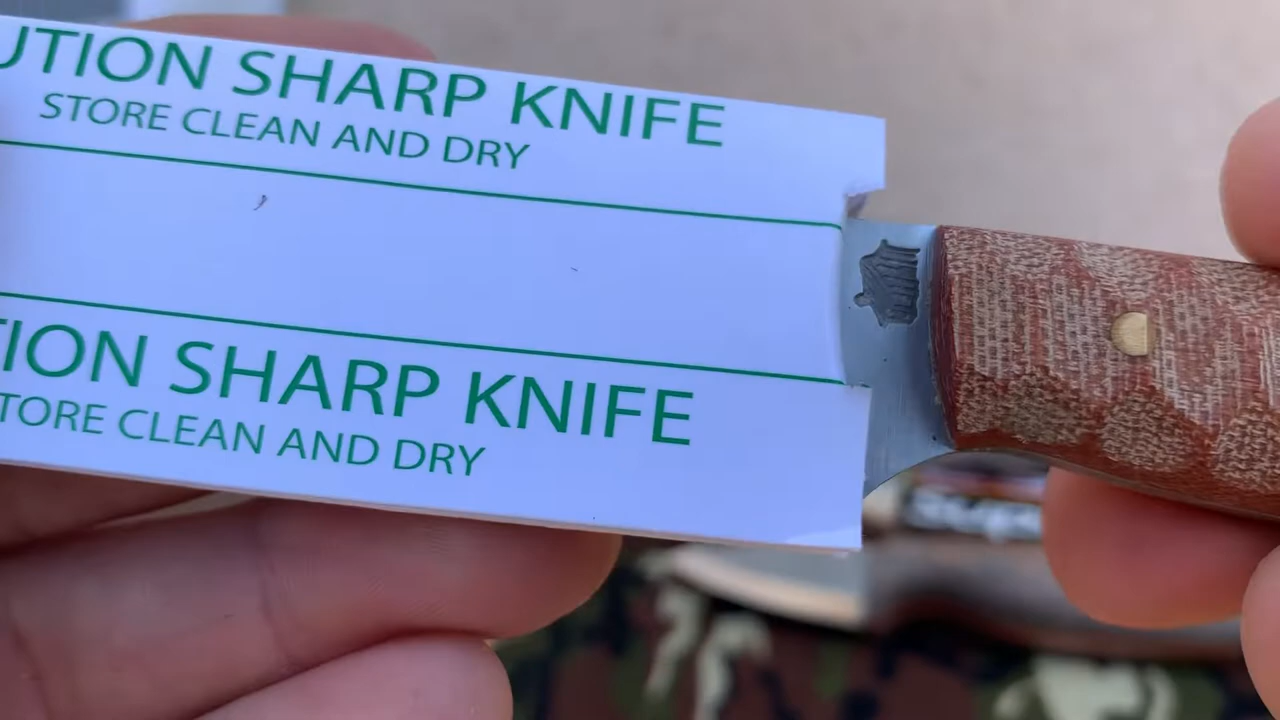 UTION SHARP KNIFE
STORE CLEAN AND DRY
TION SHARP KNIFE
TORE CLEAN AND DRY